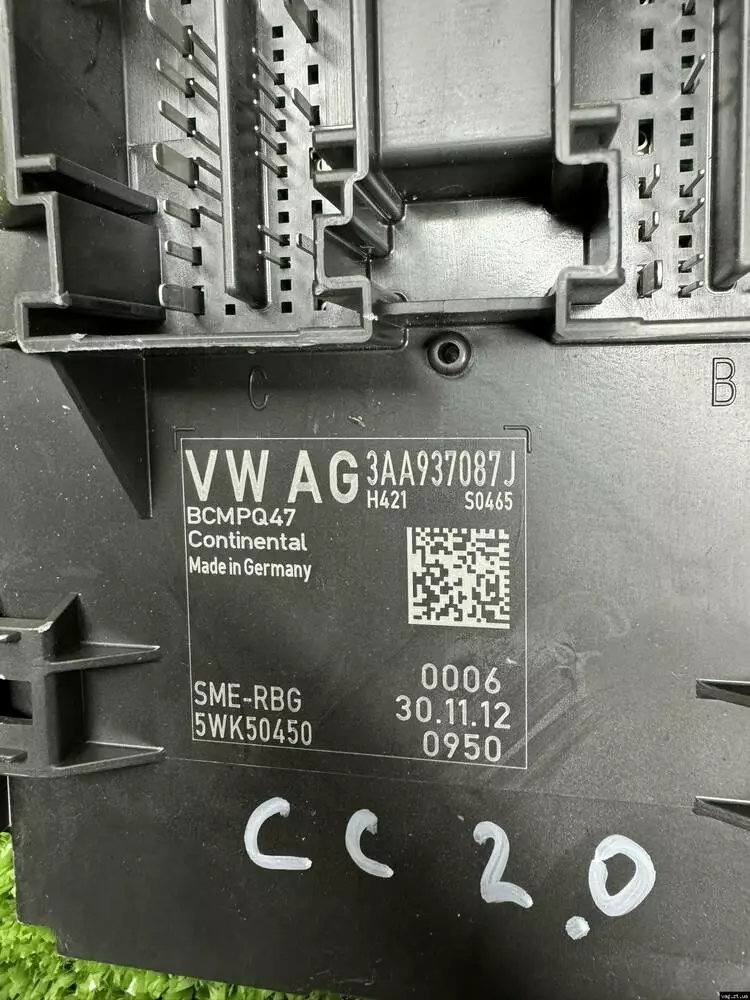 C
B
VW AG 3AA937087J
H421 S0465
BCMPQ47
Continental
Made in Germany
0006
SME-RBG 30.11.12
5WK50450 0950
CC 2.0
vag.zt.ua